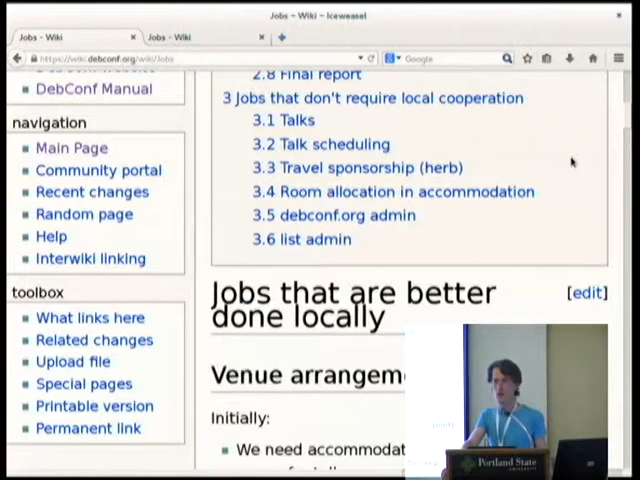 Jobs – Wiki – Iceweasel
Jobs – Wiki
Jobs – Wiki
https://wiki.debconf.org/wiki/Jobs
Google
DebConf Manual
navigation
Main Page
Community portal
Recent changes
Random page
Help
Interwiki linking
toolbox
What links here
Related changes
Upload file
Special pages
Printable version
Permanent link
2.8 Final report
3 Jobs that don't require local cooperation
3.1 Talks
3.2 Talk scheduling
3.3 Travel sponsorship (herb)
3.4 Room allocation in accommodation
3.5 debconf.org admin
3.6 list admin
Jobs that are better
done locally
[edit]
Venue arrangem
Initially:
We need accommodat
[edit]
Portland State
UNIVERSITY